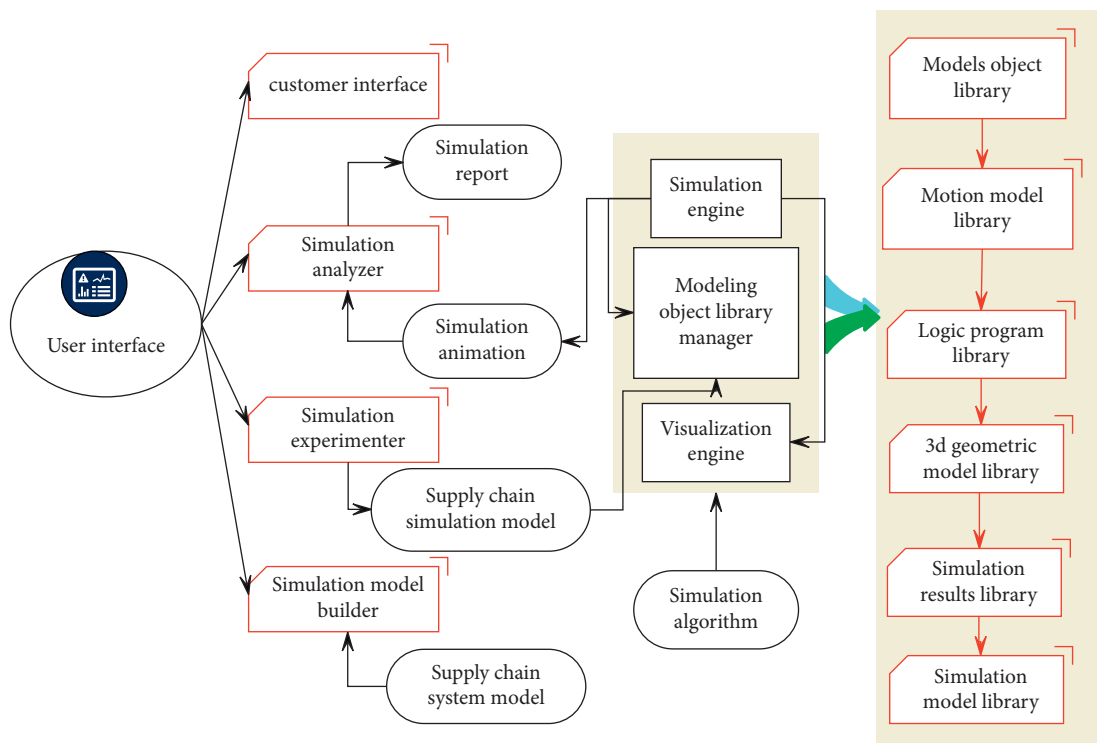 User interface
customer interface
Simulation
report
Simulation
analyzer
Simulation
animation
Simulation
experimenter
Supply chain
simulation model
Simulation model
builder
Supply chain
system model
Simulation
engine
Modeling
object library
manager
Visualization
engine
Simulation
algorithm
Models object
library
Motion model
library
Logic program
library
3d geometric
model library
Simulation
results library
Simulation
model library